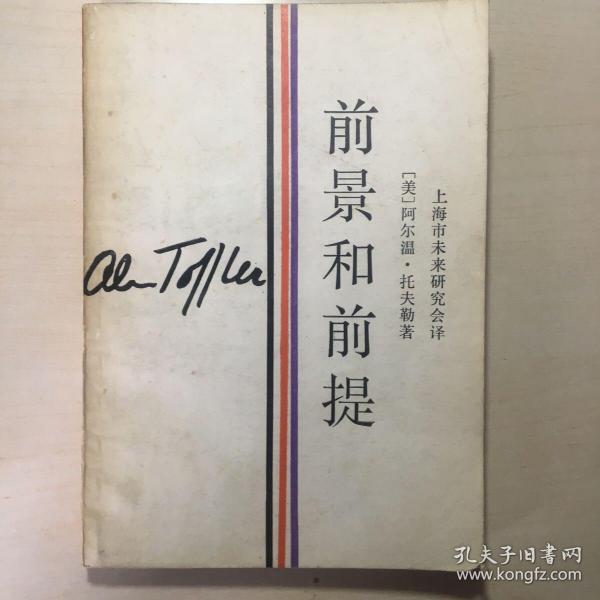 前景和前提
[美]阿尔温·托夫勒著
上海市未来研究会译
Alvin Toffler
孔夫子旧书网
www.kongfz.com